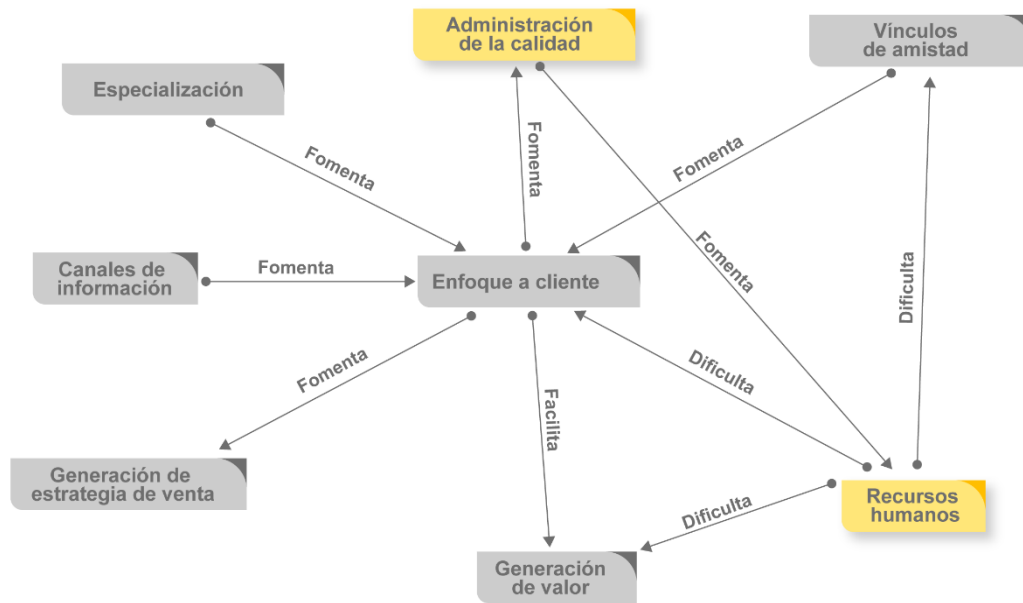 Administración
de la calidad
Vínculos
de amistad
Especialización
Fomenta
Fomenta
Fomenta
Canales de
información
Fomenta
Enfoque a cliente
Fomenta
Dificulta
Fomenta
Facilita
Dificulta
Generación de
estrategia de venta
Dificulta
Recursos
humanos
Generación
de valor